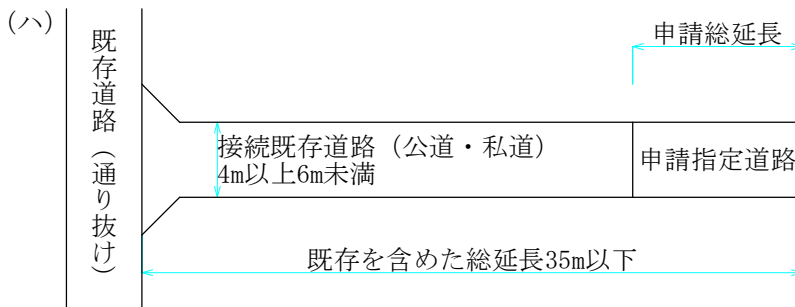 (ハ)
既存道路（通り抜け）
申請総延長
接続既存道路（公道・私道）
4m以上6m未満
申請指定道路
既存を含めた総延長35m以下